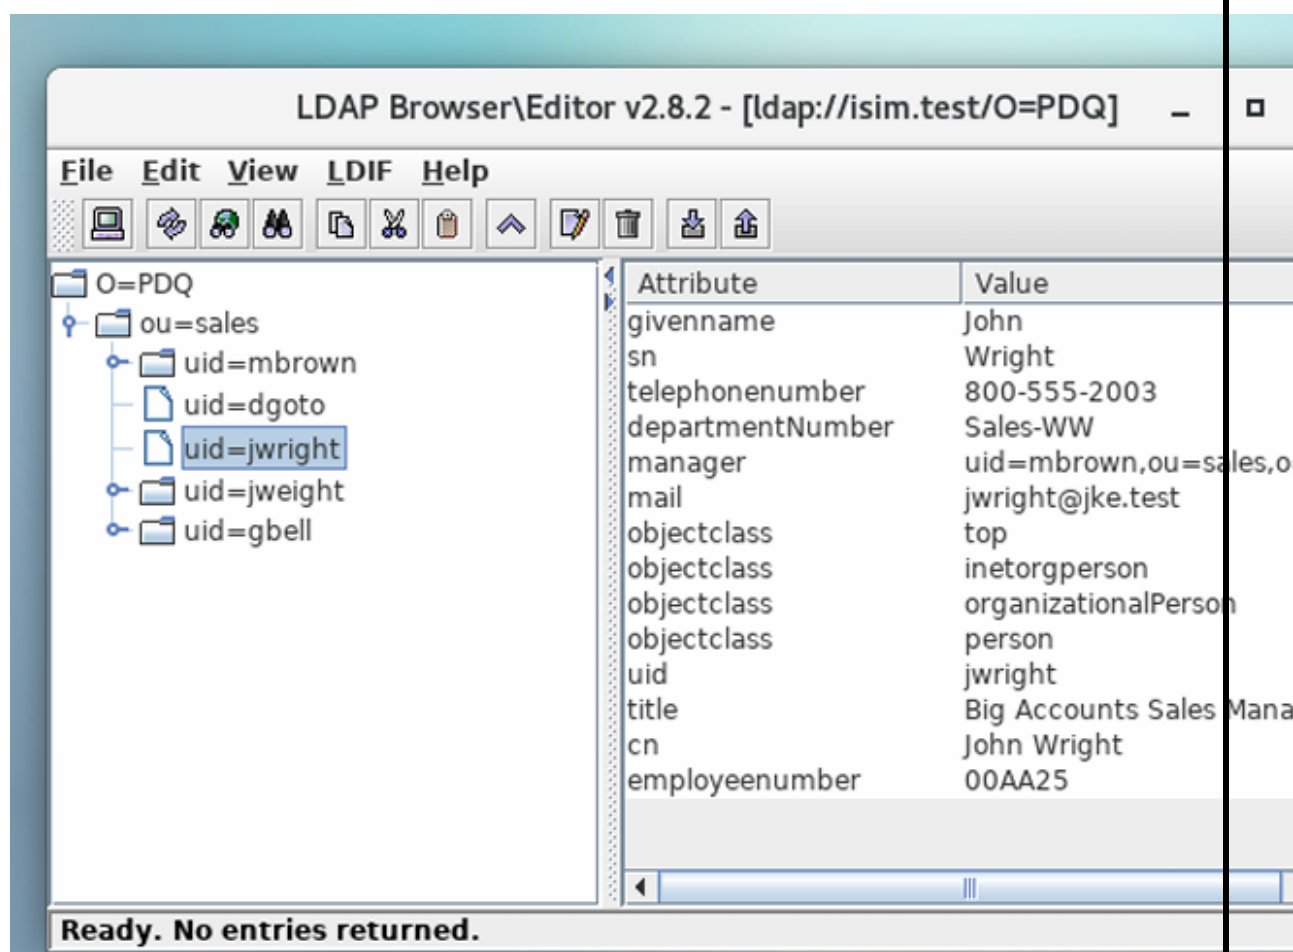 LDAP Browser\Editor v2.8.2 - [ldap://isim.test/O=PDQ]
File Edit View LDIF Help
O=PDQ
ou=sales
uid=mbrown
uid=dgoto
uid=jwright
uid=jweight
uid=gbell
Attribute Value
givenname John
sn Wright
telephonenumber 800-555-2003
departmentNumber Sales-WW
manager uid=mbrown,ou=sales,o=
mail jwright@jke.test
objectclass top
objectclass inetorgperson
objectclass organizationalPerson
objectclass person
uid jwright
title Big Accounts Sales Mana
cn John Wright
employeenumber 00AA25
Ready. No entries returned.